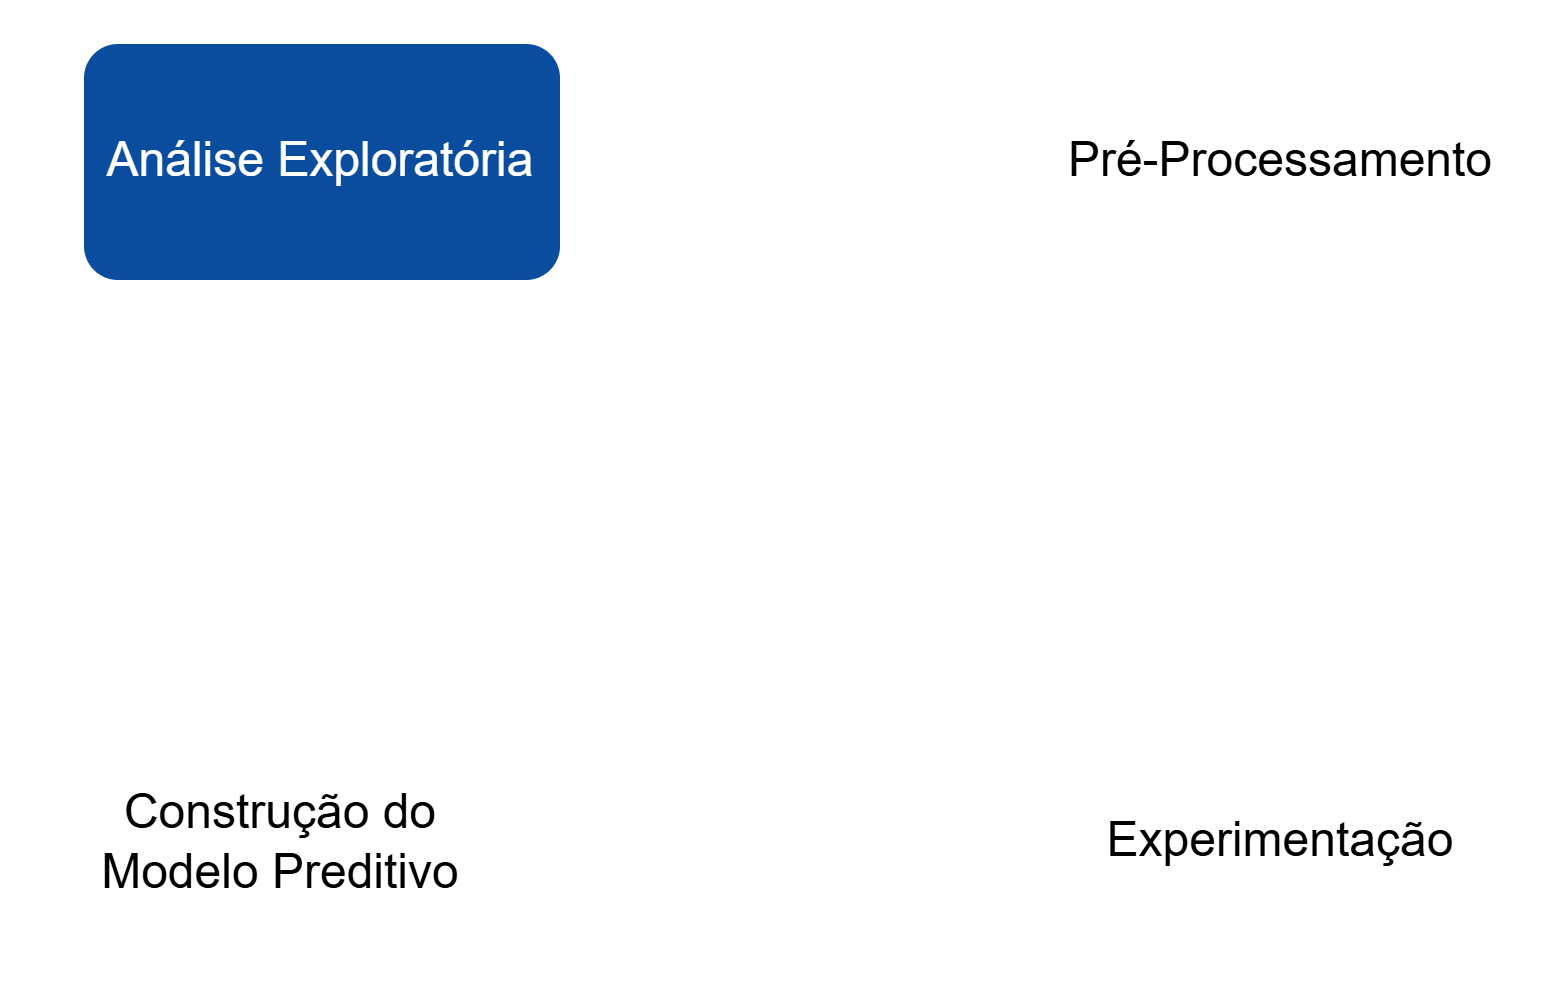 Análise Exploratória
Pré-Processamento
Construção do
Modelo Preditivo
Experimentação